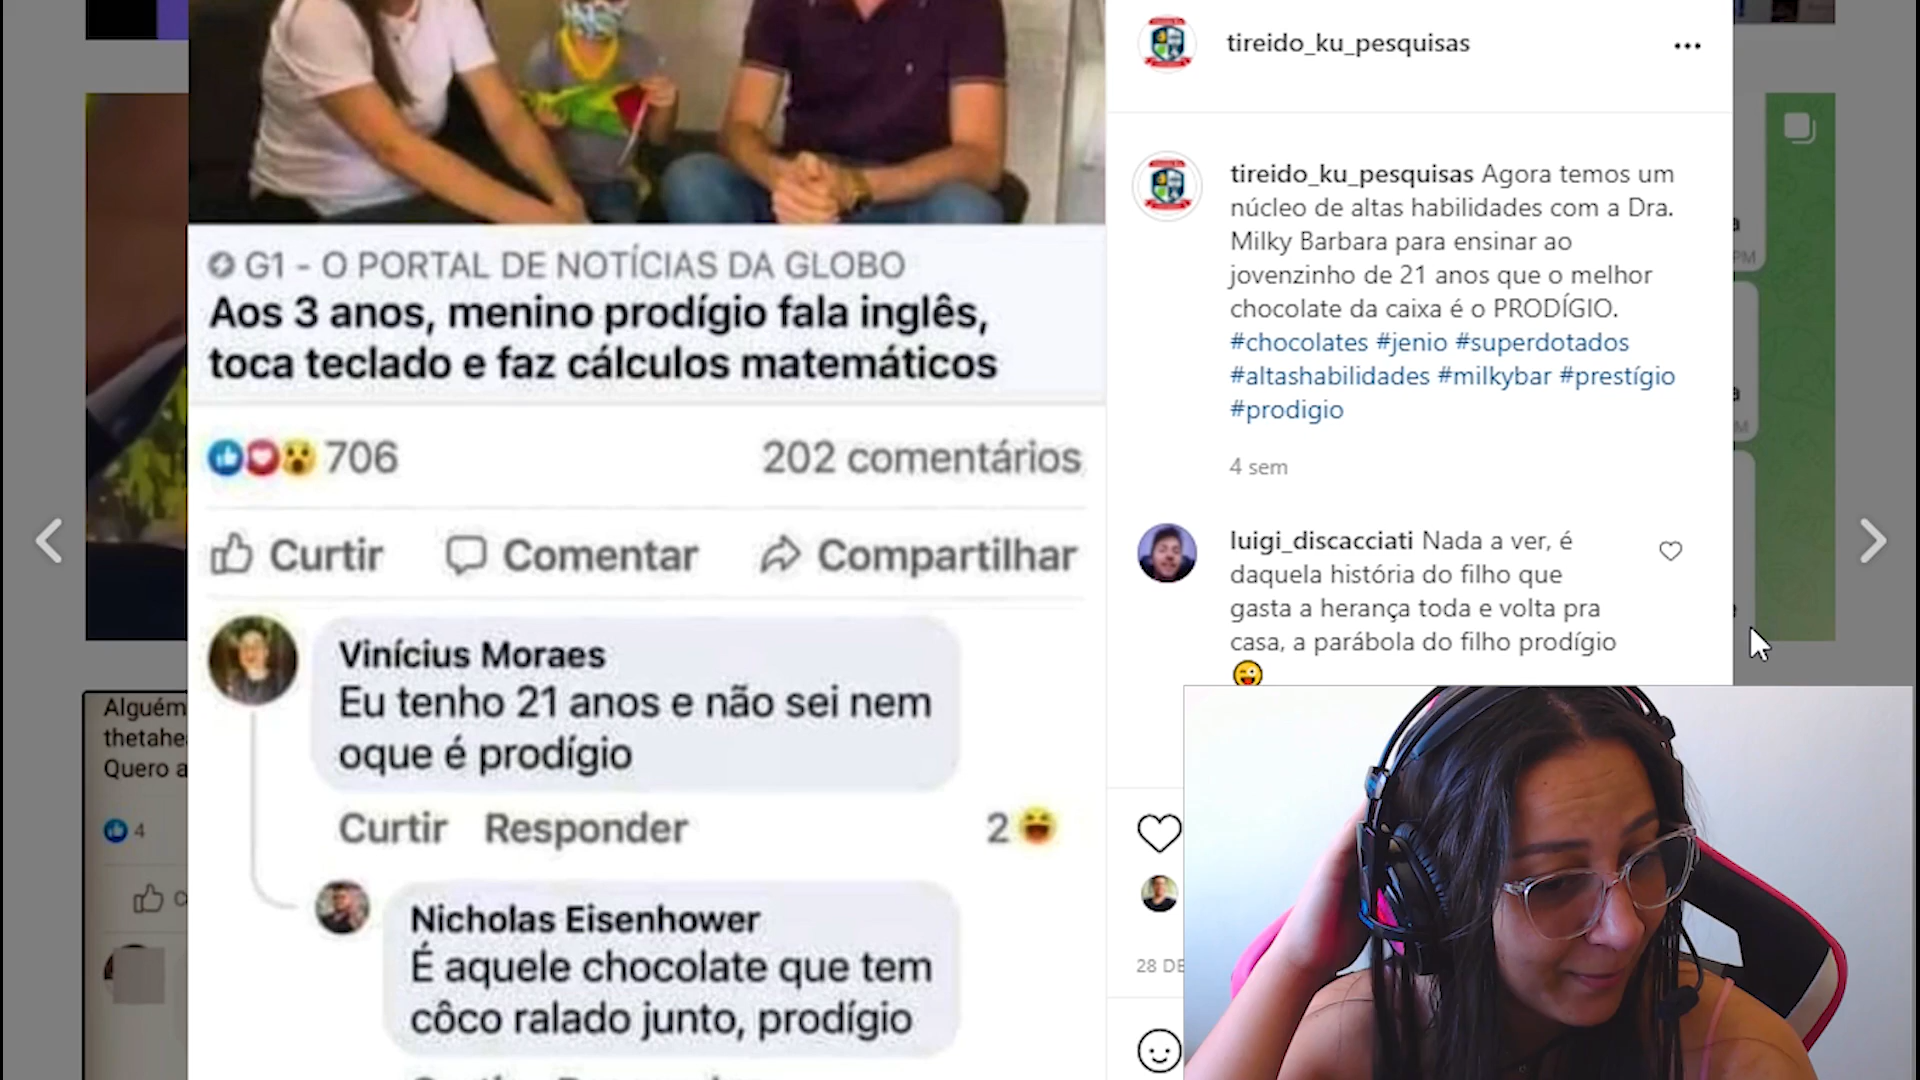 G1 - O PORTAL DE NOTÍCIAS DA GLOBO
Aos 3 anos, menino prodígio fala inglês,
toca teclado e faz cálculos matemáticos
706
202 comentários
Curtir
Comentar
Compartilhar
Vinícius Moraes
Eu tenho 21 anos e não sei nem
oque é prodígio
Curtir Responder
2
Nicholas Eisenhower
É aquele chocolate que tem
côco ralado junto, prodígio
tireido_ku_pesquisas
tireido_ku_pesquisas Agora temos um
núcleo de altas habilidades com a Dra.
Milky Barbara para ensinar ao
jovenzinho de 21 anos que o melhor
chocolate da caixa é o PRODÍGIO.
#chocolates #jenio #superdotados
#altashabilidades #milkybar #prestígio
#prodigio
4 sem
luigi_discacciati Nada a ver, é
daquela história do filho que
gasta a herança toda e volta pra
casa, a parábola do filho prodígio
28 DE
Alguém
Quero a
4
PM